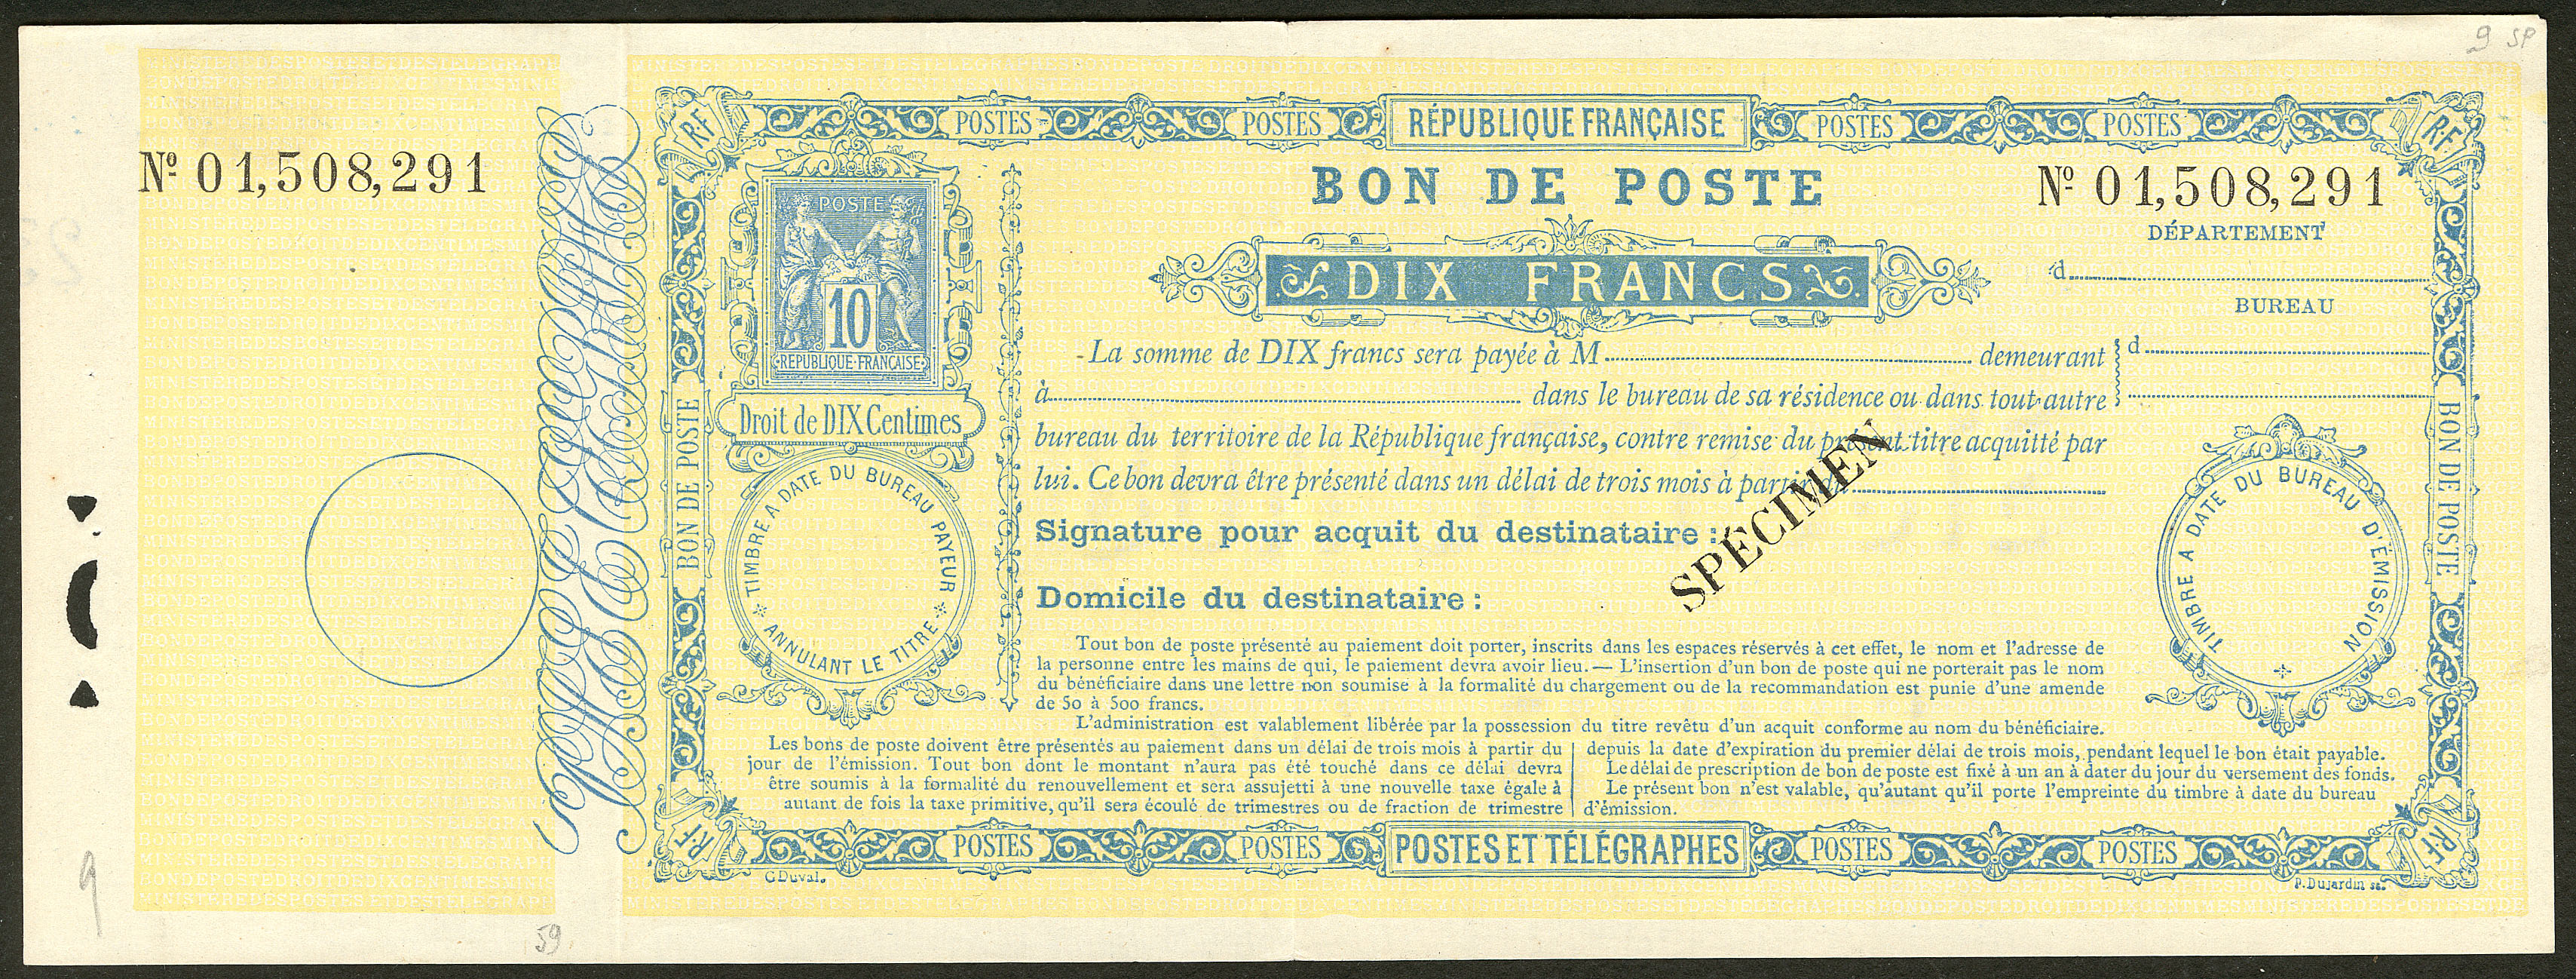 9 SP
RÉPUBLIQUE FRANÇAISE
POSTES POSTES POSTES POSTES
R.F. R.F.
Nº 01,508,291
BON DE POSTE
Nº 01,508,291
DÉPARTEMENT
d
BUREAU
d
POSTE
10
REPUBLIQUE·FRANÇAISE
DIX FRANCS
-La somme de DIX francs sera payée à M demeurant
à dans le bureau de sa résidence ou dans tout autre
bureau du territoire de la République française, contre remise du présent titre acquitté par
lui. Ce bon devra être présenté dans un délai de trois mois à partir du
SPÉCIMEN
Droit de DIX Centimes
BON DE POSTE
BON DE POSTE
TIMBRE A DATE DU BUREAU PAYEUR
ANNULANT LE TITRE
Signature pour acquit du destinataire :
Domicile du destinataire :
TIMBRE A DATE DU BUREAU D'ÉMISSION
Tout bon de poste présenté au paiement doit porter, inscrits dans les espaces réservés à cet effet, le nom et l'adresse de
la personne entre les mains de qui, le paiement devra avoir lieu. — L'insertion d'un bon de poste qui ne porterait pas le nom
du bénéficiaire dans une lettre non soumise à la formalité du chargement ou de la recommandation est punie d'une amende
de 50 à 500 francs.
L'administration est valablement libérée par la possession du titre revêtu d'un acquit conforme au nom du bénéficiaire.
Les bons de poste doivent être présentés au paiement dans un délai de trois mois à partir du
jour de l'émission. Tout bon dont le montant n'aura pas été touché dans ce délai devra
être soumis à la formalité du renouvellement et sera assujetti à une nouvelle taxe égale à
autant de fois la taxe primitive, qu'il sera écoulé de trimestres ou de fraction de trimestre
depuis la date d'expiration du premier délai de trois mois, pendant lequel le bon était payable.
Le délai de prescription de bon de poste est fixé à un an à dater du jour du versement des fonds.
Le présent bon n'est valable, qu'autant qu'il porte l'empreinte du timbre à date du bureau
d'émission.
R.F. R.F.
POSTES POSTES POSTES ET TÉLÉGRAPHES POSTES POSTES
G. Duval.
P. Dujardin sc.
9
59.